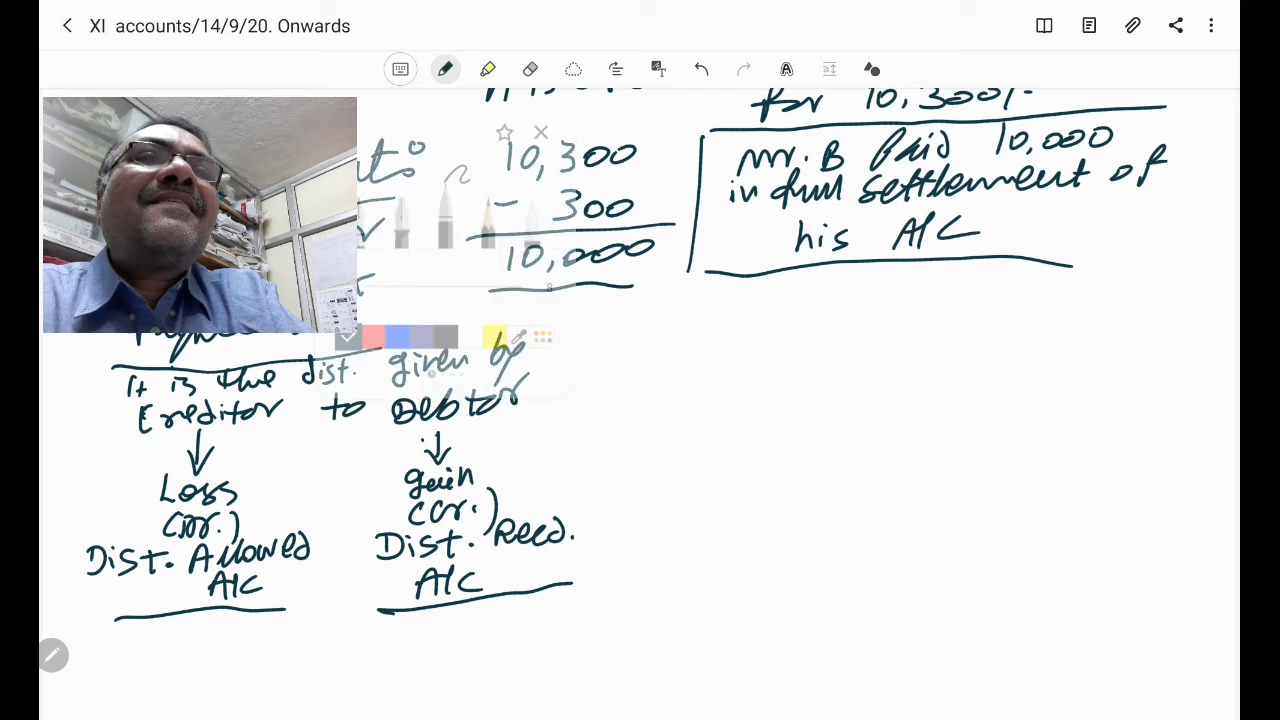 XI accounts/14/9/20. Onwards
for 10,300/-
10,300
- 300
10,000
Mr. B Paid 10,000
in full settlement of
his A/C
It is the dist. given by
Creditor to Debtor
Loss
(Dr.)
Dist. Allowed
A/C
gain
(Cr.)
Dist. Recd.
A/C